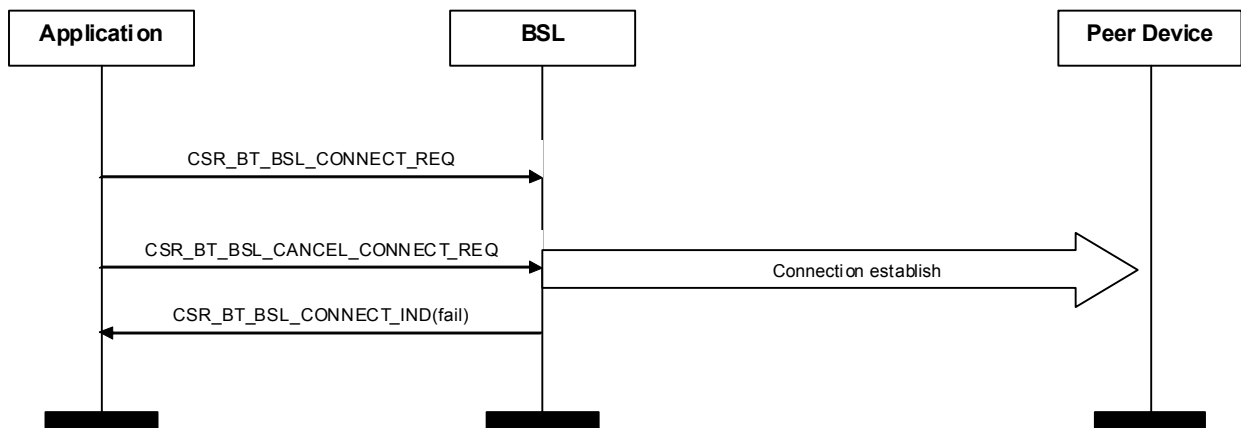 Application
BSL
Peer Device
CSR_BT_BSL_CONNECT_REQ
CSR_BT_BSL_CANCEL_CONNECT_REQ
Connection establish
CSR_BT_BSL_CONNECT_IND(fail)